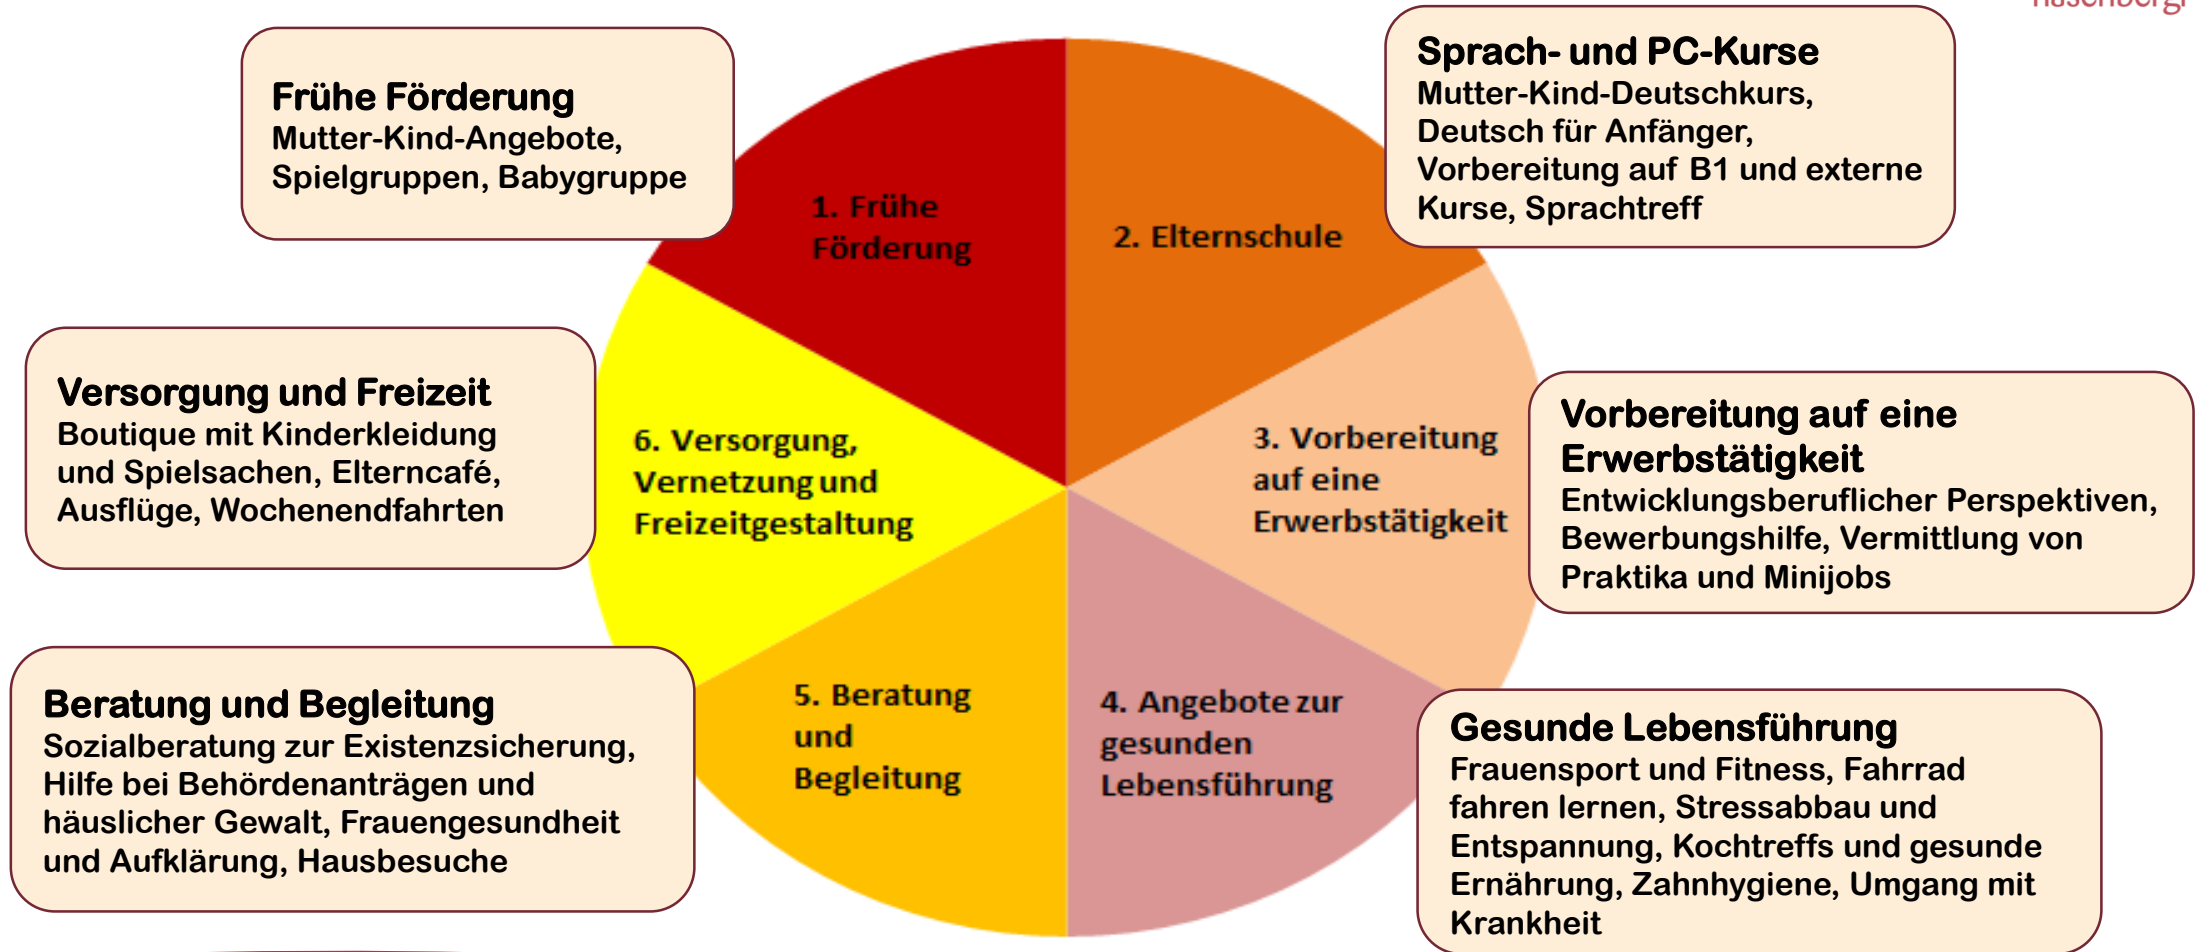 Frühe Förderung
Mutter-Kind-Angebote,
Spielgruppen, Babygruppe
Sprach- und PC-Kurse
Mutter-Kind-Deutschkurs,
Deutsch für Anfänger,
Vorbereitung auf B1 und externe
Kurse, Sprachtreff
1. Frühe
Förderung
2. Elternschule
Versorgung und Freizeit
Boutique mit Kinderkleidung
und Spielsachen, Elterncafé,
Ausflüge, Wochenendfahrten
6. Versorgung,
Vernetzung und
Freizeitgestaltung
3. Vorbereitung
auf eine
Erwerbstätigkeit
Vorbereitung auf eine
Erwerbstätigkeit
Entwicklungsberuflicher Perspektiven,
Bewerbungshilfe, Vermittlung von
Praktika und Minijobs
Beratung und Begleitung
Sozialberatung zur Existenzsicherung,
Hilfe bei Behördenanträgen und
häuslicher Gewalt, Frauengesundheit
und Aufklärung, Hausbesuche
5. Beratung
und
Begleitung
4. Angebote zur
gesunden
Lebensführung
Gesunde Lebensführung
Frauensport und Fitness, Fahrrad
fahren lernen, Stressabbau und
Entspannung, Kochtreffs und gesunde
Ernährung, Zahnhygiene, Umgang mit
Krankheit